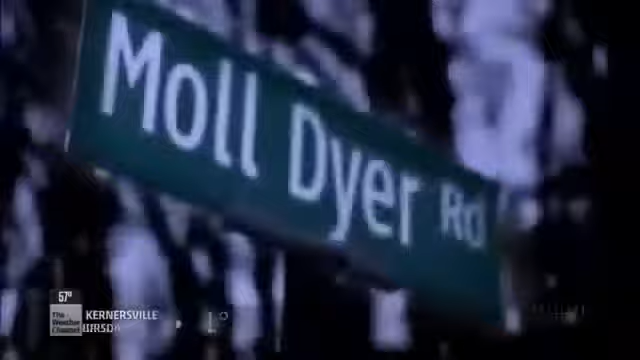 Moll Dyer Rd
57°
The
Weather
Channel
KERNERSVILLE